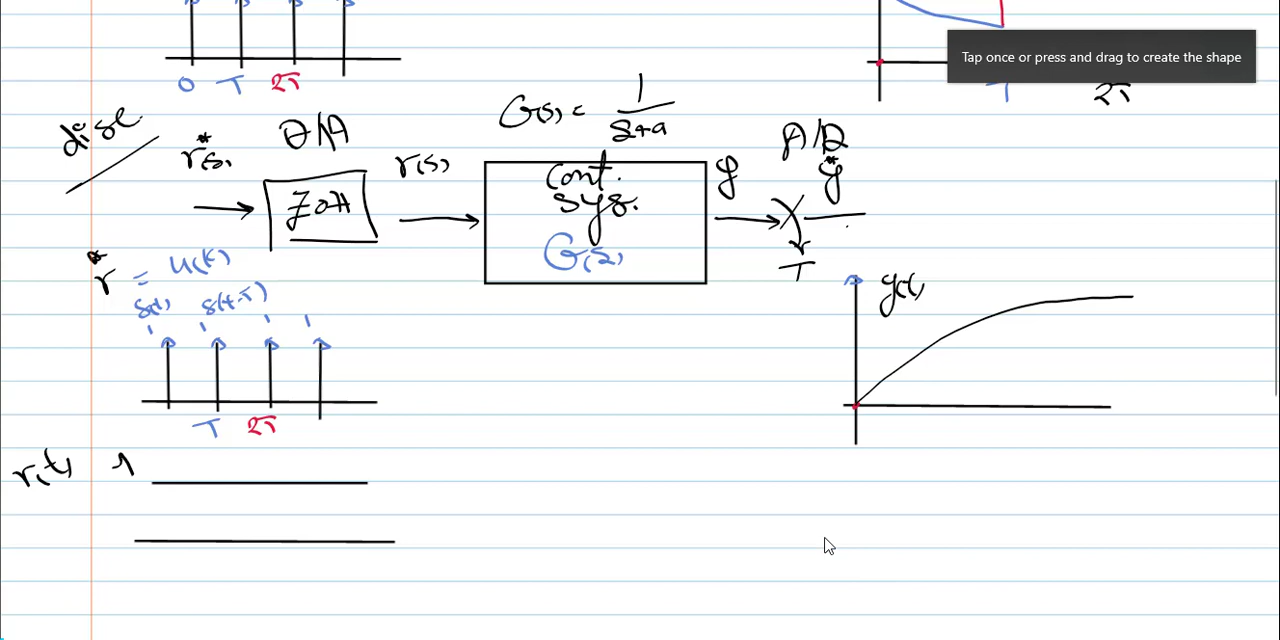 0 T 2T
Tap once or press and drag to create the shape
T 2T
disc
r*(s)
D/A
ZOH
r(s)
G(s) = 1/(s+a)
cont.
sys.
G(s)
y
A/D
y*
T
r* = u(k)
δ(t) δ(t-T)
T 2T
y(t)
r(t) 1